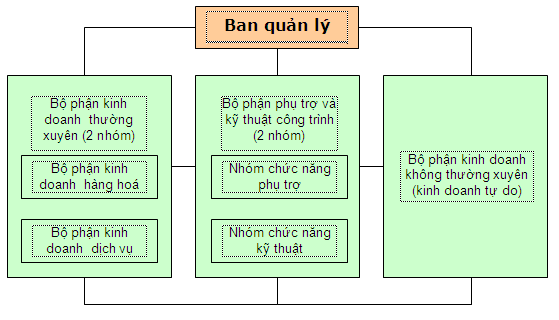 Ban quản lý
Bộ phận kinh
doanh thường
xuyên (2 nhóm)
Bộ phận kinh
doanh hàng hoá
Bộ phận kinh
doanh dịch vụ
Bộ phận phụ trợ và
kỹ thuật công trình
(2 nhóm)
Nhóm chức năng
phụ trợ
Nhóm chức năng
kỹ thuật
Bộ phận kinh doanh
không thường xuyên
(kinh doanh tự do)